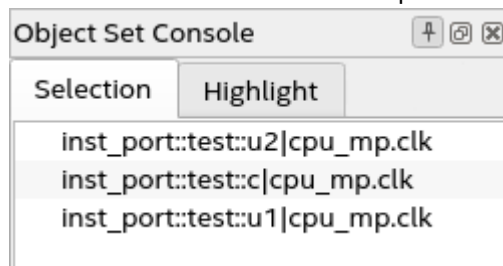 Object Set Console
Selection Highlight
inst_port::test::u2|cpu_mp.clk
inst_port::test::c|cpu_mp.clk
inst_port::test::u1|cpu_mp.clk